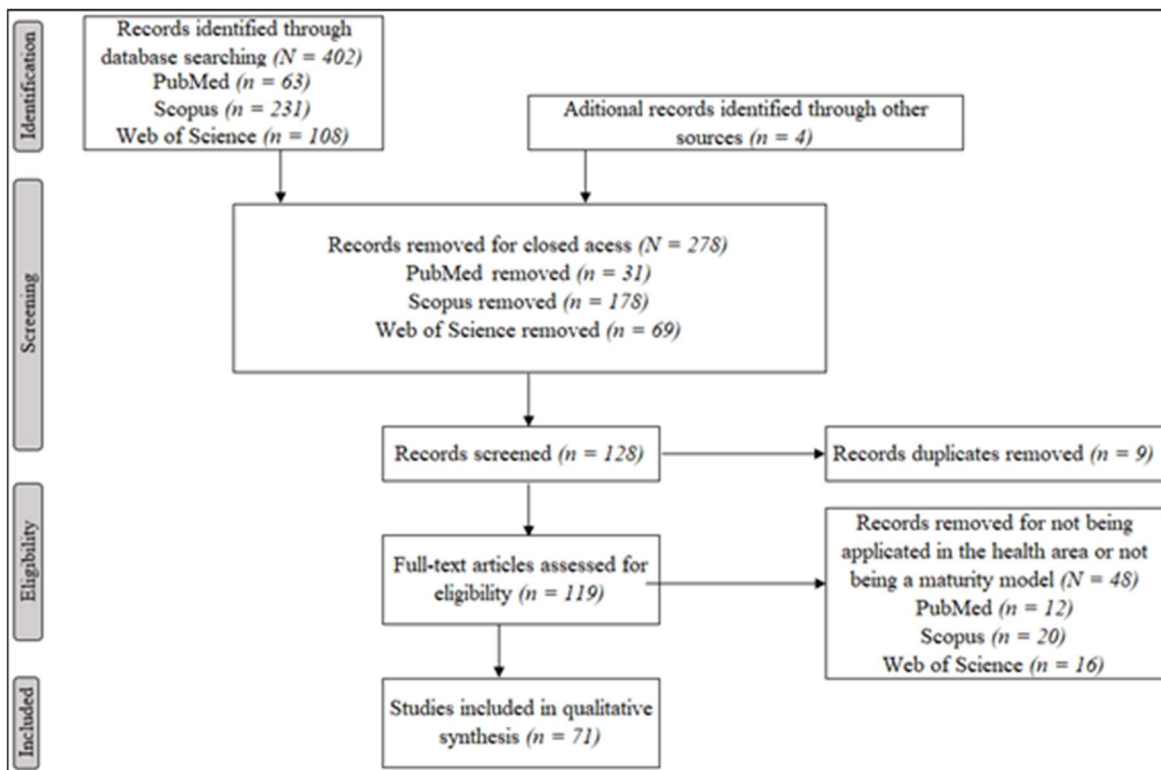 Identification
Records identified through
database searching (N = 402)
PubMed (n = 63)
Scopus (n = 231)
Web of Science (n = 108)
Aditional records identified through other
sources (n = 4)
Screening
Records removed for closed acess (N = 278)
PubMed removed (n = 31)
Scopus removed (n = 178)
Web of Science removed (n = 69)
Records screened (n = 128)
Records duplicates removed (n = 9)
Eligibility
Full-text articles assessed for
eligibility (n = 119)
Records removed for not being
applicated in the health area or not
being a maturity model (N = 48)
PubMed (n = 12)
Scopus (n = 20)
Web of Science (n = 16)
Included
Studies included in qualitative
synthesis (n = 71)